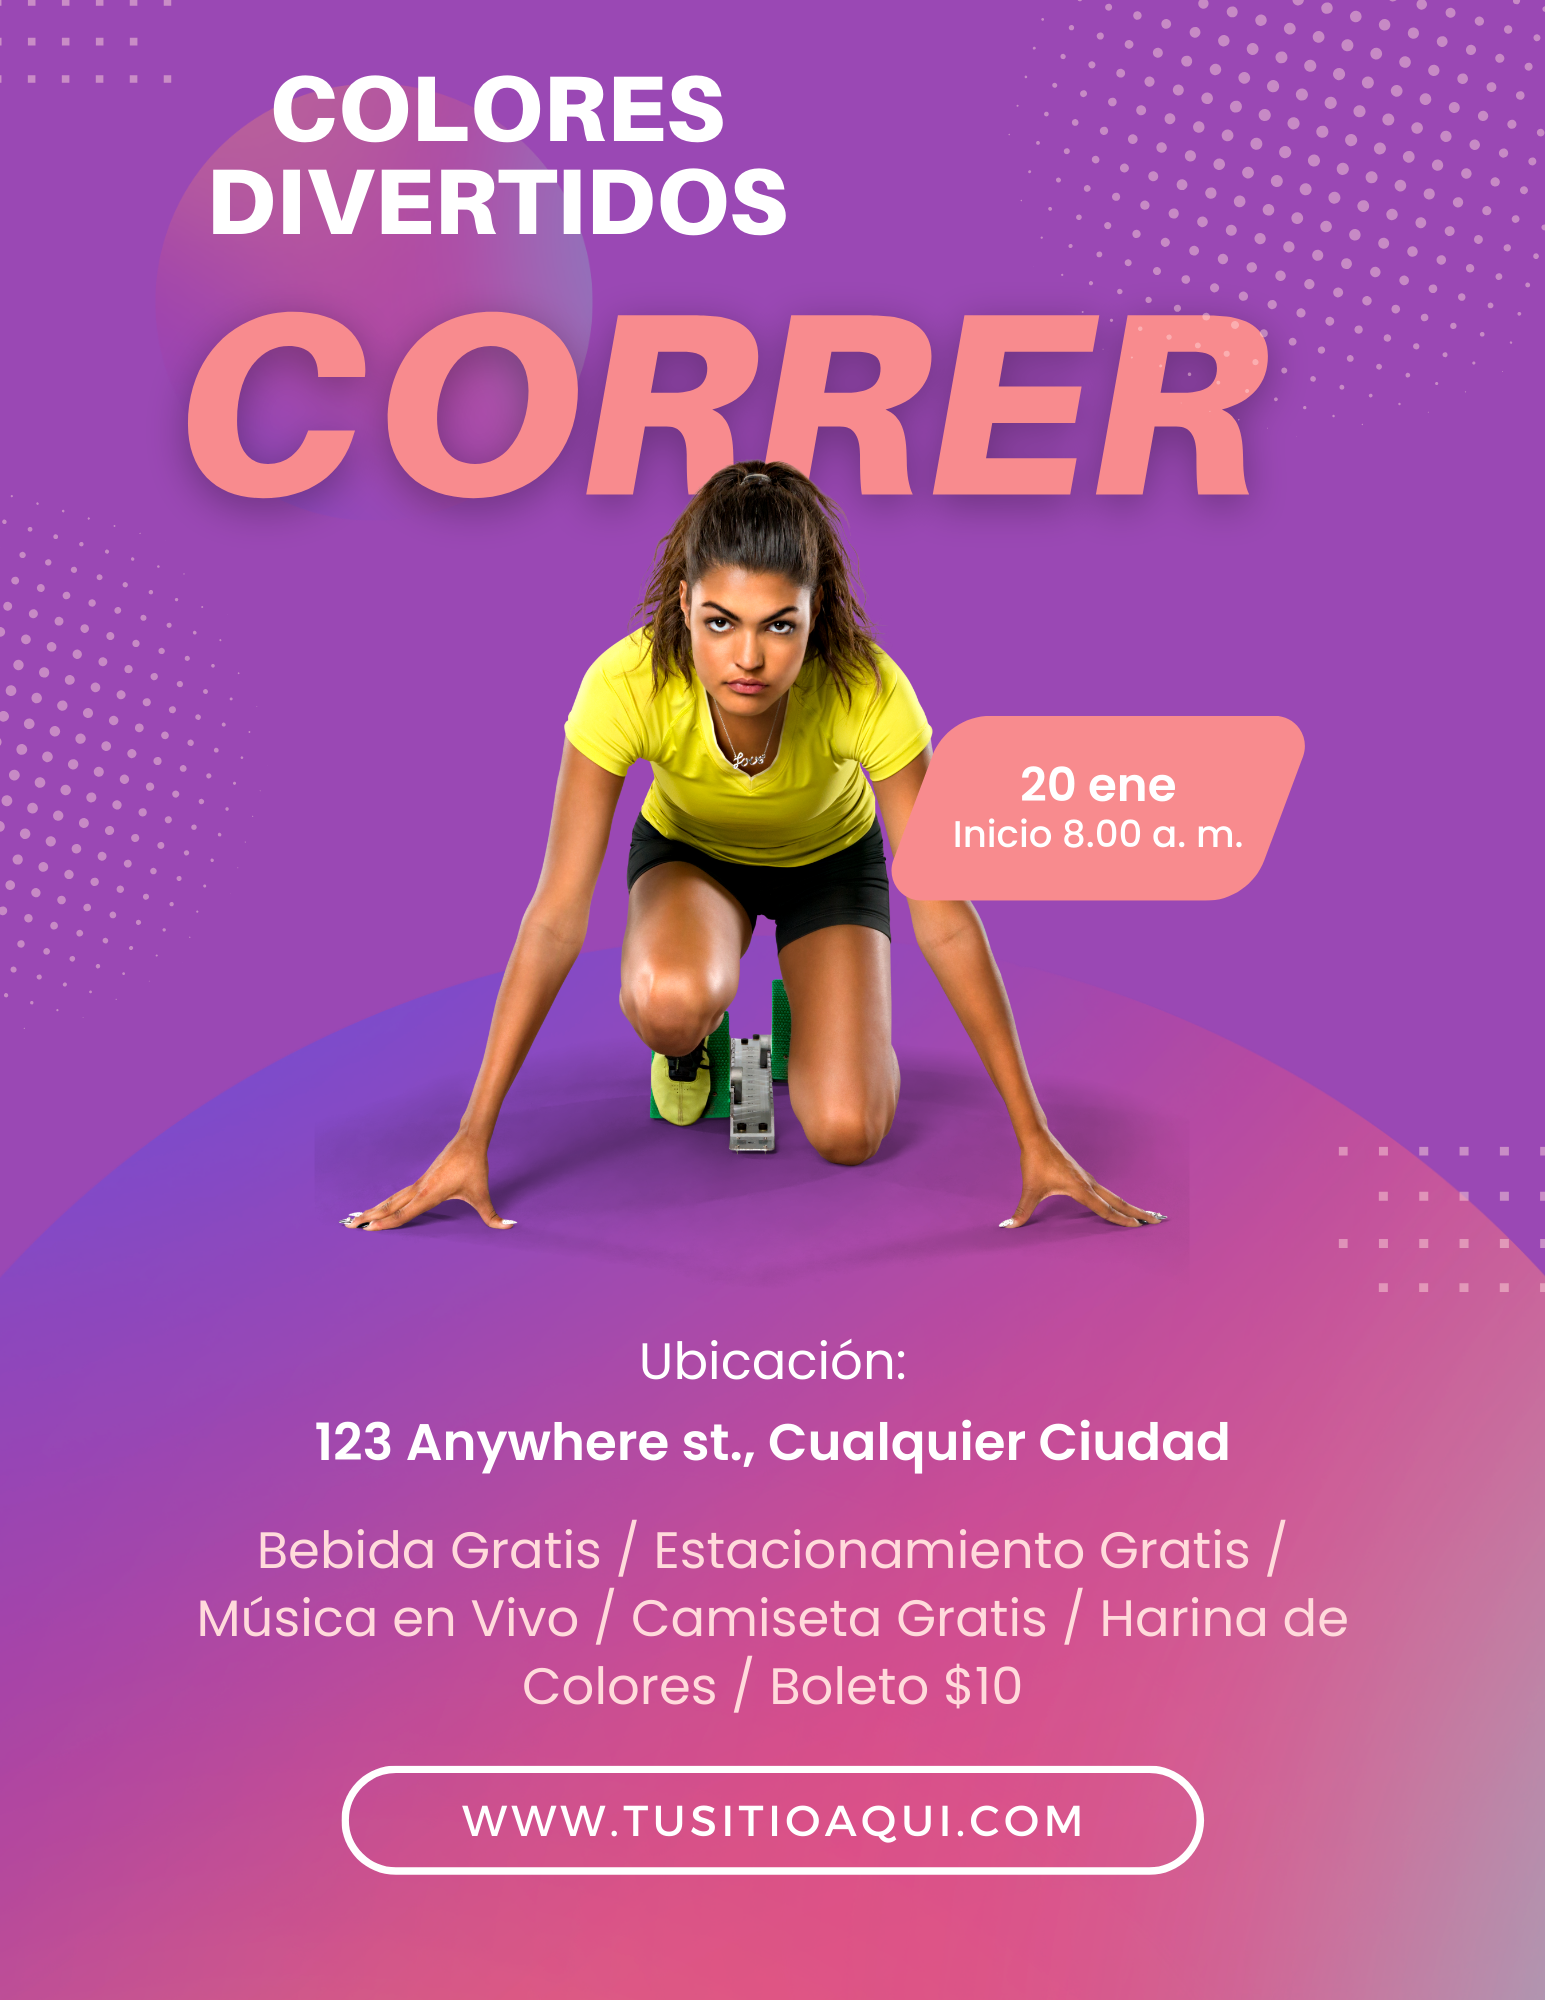 COLORES
DIVERTIDOS
CORRER
love
20 ene
Inicio 8.00 a. m.
Ubicación:
123 Anywhere st., Cualquier Ciudad
Bebida Gratis / Estacionamiento Gratis /
Música en Vivo / Camiseta Gratis / Harina de
Colores / Boleto $10
WWW.TUSITIOAQUI.COM